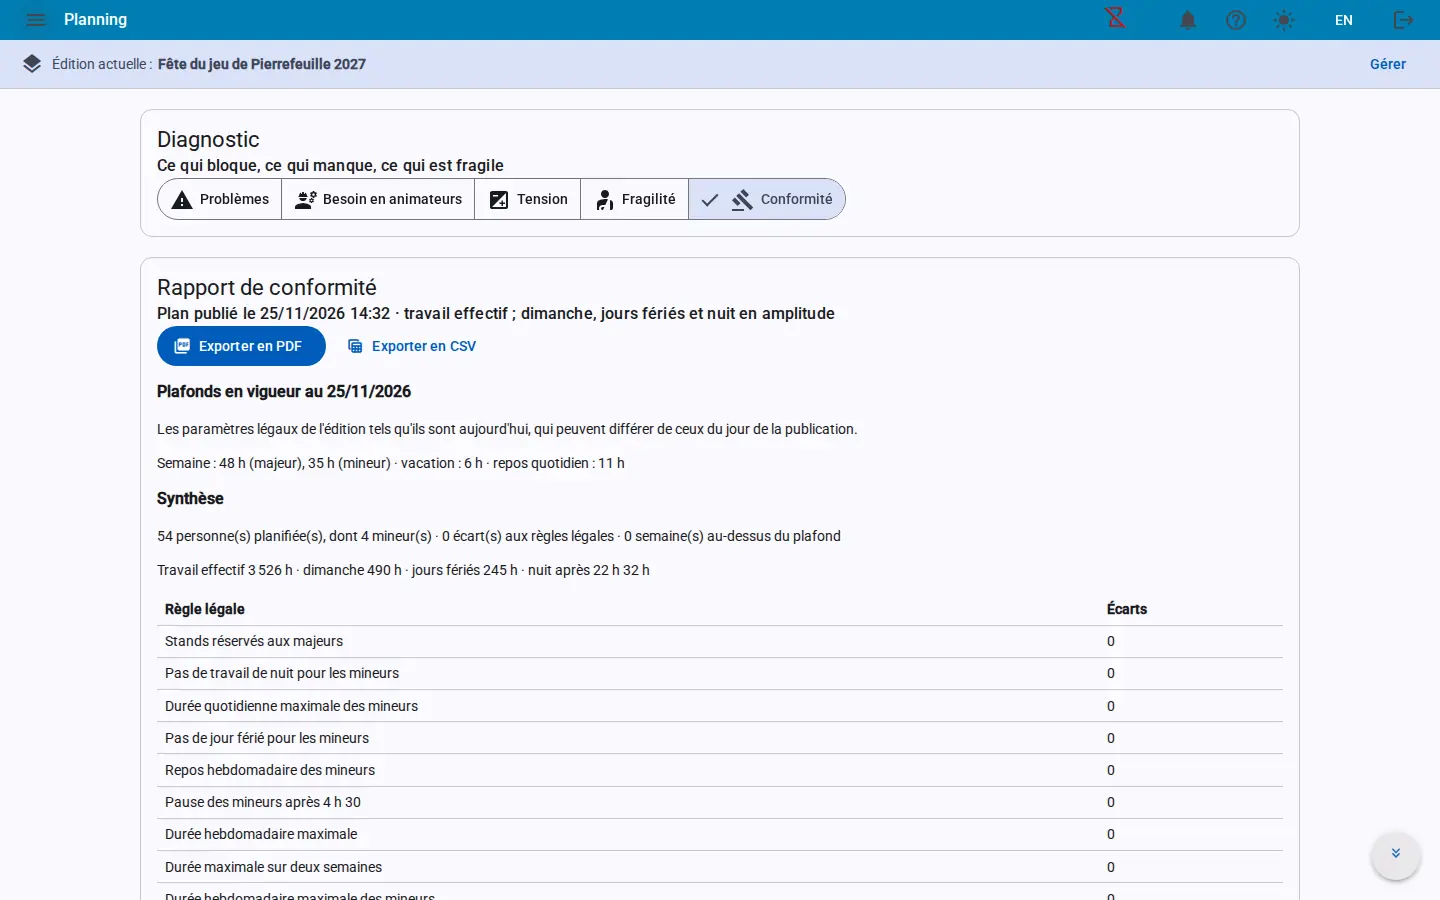 Planning
EN
Édition actuelle : Fête du jeu de Pierrefeuille 2027
Gérer
Diagnostic
Ce qui bloque, ce qui manque, ce qui est fragile
Problèmes
Besoin en animateurs
Tension
Fragilité
Conformité
Rapport de conformité
Plan publié le 25/11/2026 14:32 · travail effectif ; dimanche, jours fériés et nuit en amplitude
Exporter en PDF
Exporter en CSV
Plafonds en vigueur au 25/11/2026
Les paramètres légaux de l'édition tels qu'ils sont aujourd'hui, qui peuvent différer de ceux du jour de la publication.
Semaine : 48 h (majeur), 35 h (mineur) · vacation : 6 h · repos quotidien : 11 h
Synthèse
54 personne(s) planifiée(s), dont 4 mineur(s) · 0 écart(s) aux règles légales · 0 semaine(s) au-dessus du plafond
Travail effectif 3 526 h · dimanche 490 h · jours fériés 245 h · nuit après 22 h 32 h
Règle légale Écarts
Stands réservés aux majeurs 0
Pas de travail de nuit pour les mineurs 0
Durée quotidienne maximale des mineurs 0
Pas de jour férié pour les mineurs 0
Repos hebdomadaire des mineurs 0
Pause des mineurs après 4 h 30 0
Durée hebdomadaire maximale 0
Durée maximale sur deux semaines 0
Durée hebdomadaire maximale des mineurs 0